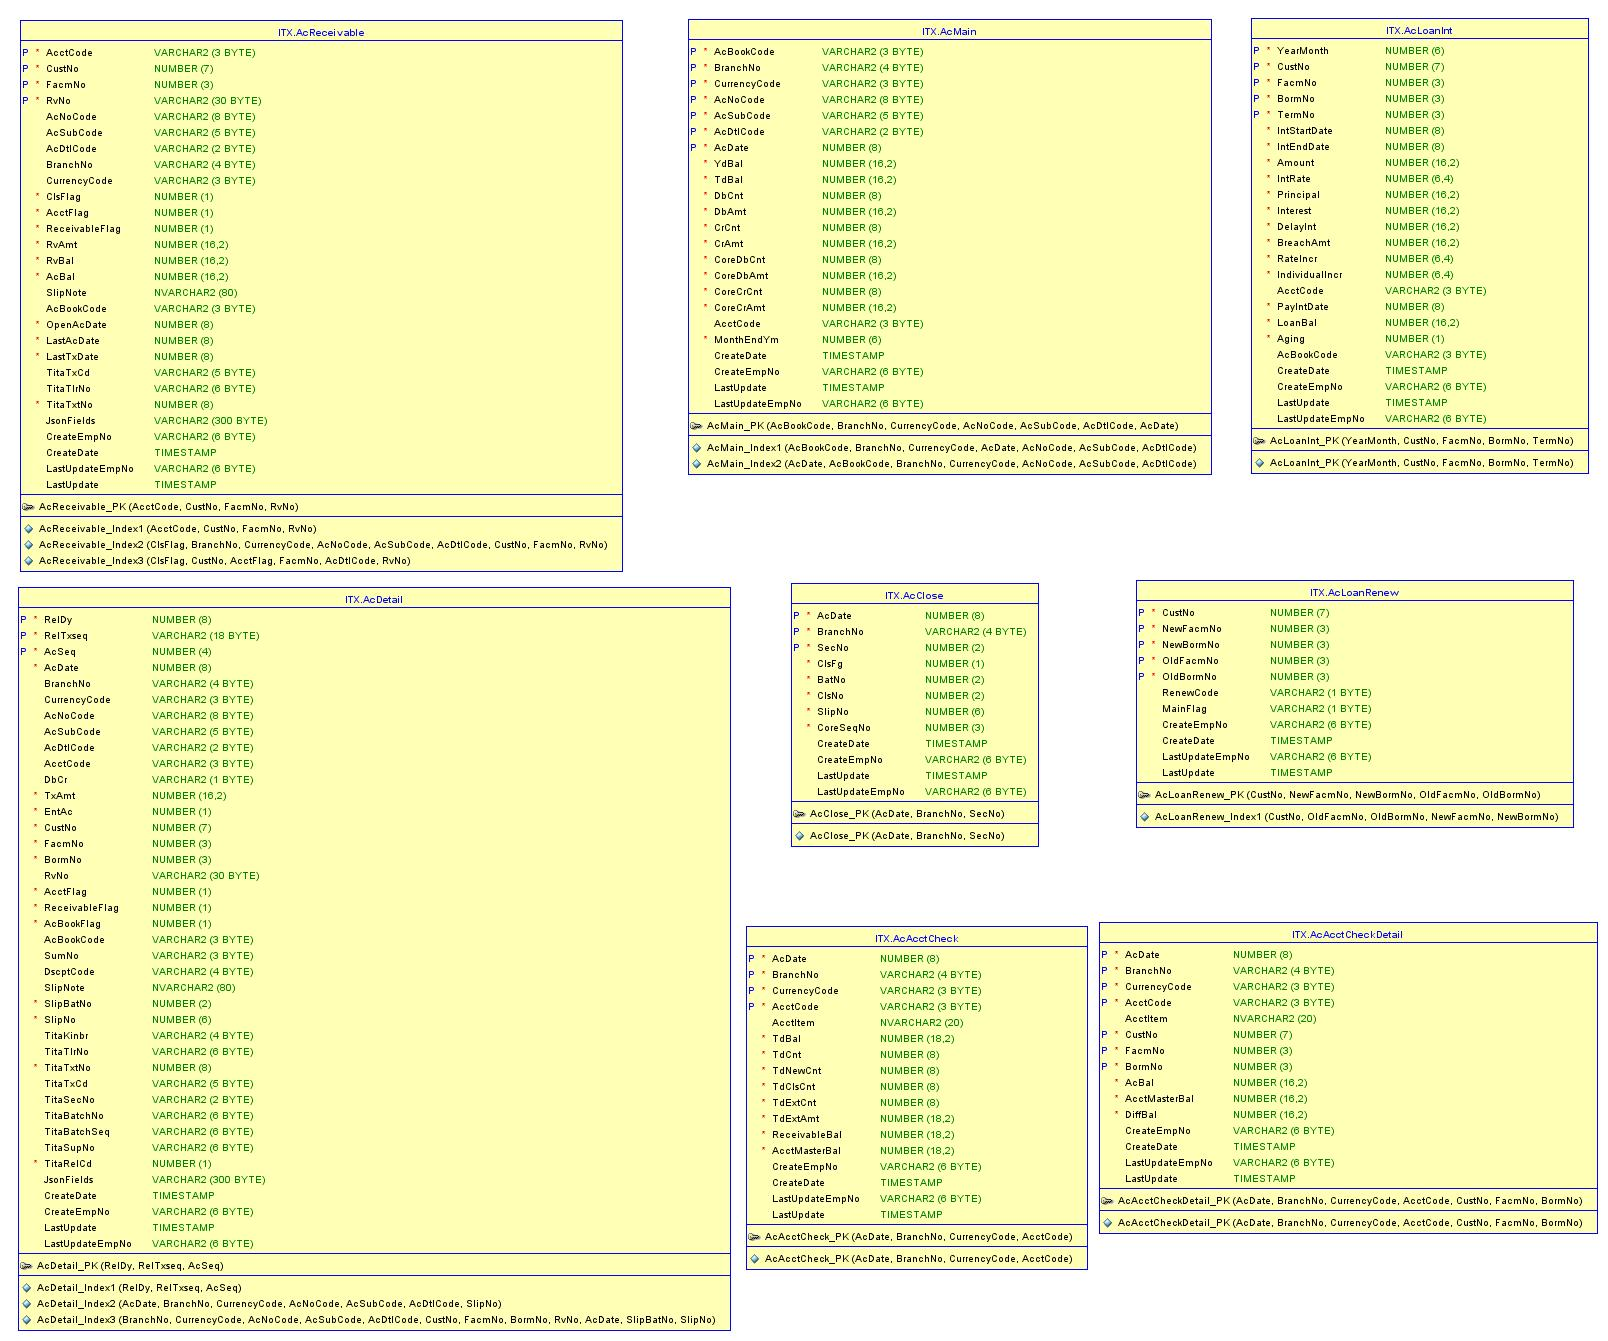 ITX.AcReceivable
P * AcctCode VARCHAR2 (3 BYTE)
P * CustNo NUMBER (7)
P * FacmNo NUMBER (3)
P * RvNo VARCHAR2 (30 BYTE)
AcNoCode VARCHAR2 (8 BYTE)
AcSubCode VARCHAR2 (5 BYTE)
AcDtlCode VARCHAR2 (2 BYTE)
BranchNo VARCHAR2 (4 BYTE)
CurrencyCode VARCHAR2 (3 BYTE)
* ClsFlag NUMBER (1)
* AcctFlag NUMBER (1)
* ReceivableFlag NUMBER (1)
* RvAmt NUMBER (16,2)
* RvBal NUMBER (16,2)
* AcBal NUMBER (16,2)
SlipNote NVARCHAR2 (80)
AcBookCode VARCHAR2 (3 BYTE)
* OpenAcDate NUMBER (8)
* LastAcDate NUMBER (8)
* LastTxDate NUMBER (8)
TitaTxCd VARCHAR2 (5 BYTE)
TitaTlrNo VARCHAR2 (6 BYTE)
* TitaTxtNo NUMBER (8)
JsonFields VARCHAR2 (300 BYTE)
CreateEmpNo VARCHAR2 (6 BYTE)
CreateDate TIMESTAMP
LastUpdateEmpNo VARCHAR2 (6 BYTE)
LastUpdate TIMESTAMP
AcReceivable_PK (AcctCode, CustNo, FacmNo, RvNo)
AcReceivable_Index1 (AcctCode, CustNo, FacmNo, RvNo)
AcReceivable_Index2 (ClsFlag, BranchNo, CurrencyCode, AcNoCode, AcSubCode, AcDtlCode, CustNo, FacmNo, RvNo)
AcReceivable_Index3 (ClsFlag, CustNo, AcctFlag, FacmNo, AcDtlCode, RvNo)
ITX.AcMain
P * AcBookCode VARCHAR2 (3 BYTE)
P * BranchNo VARCHAR2 (4 BYTE)
P * CurrencyCode VARCHAR2 (3 BYTE)
P * AcNoCode VARCHAR2 (8 BYTE)
P * AcSubCode VARCHAR2 (5 BYTE)
P * AcDtlCode VARCHAR2 (2 BYTE)
P * AcDate NUMBER (8)
* YdBal NUMBER (16,2)
* TdBal NUMBER (16,2)
* DbCnt NUMBER (8)
* DbAmt NUMBER (16,2)
* CrCnt NUMBER (8)
* CrAmt NUMBER (16,2)
* CoreDbCnt NUMBER (8)
* CoreDbAmt NUMBER (16,2)
* CoreCrCnt NUMBER (8)
* CoreCrAmt NUMBER (16,2)
AcctCode VARCHAR2 (3 BYTE)
* MonthEndYm NUMBER (6)
CreateDate TIMESTAMP
CreateEmpNo VARCHAR2 (6 BYTE)
LastUpdate TIMESTAMP
LastUpdateEmpNo VARCHAR2 (6 BYTE)
AcMain_PK (AcBookCode, BranchNo, CurrencyCode, AcNoCode, AcSubCode, AcDtlCode, AcDate)
AcMain_Index1 (AcBookCode, BranchNo, CurrencyCode, AcDate, AcNoCode, AcSubCode, AcDtlCode)
AcMain_Index2 (AcDate, AcBookCode, BranchNo, CurrencyCode, AcNoCode, AcSubCode, AcDtlCode)
ITX.AcLoanInt
P * YearMonth NUMBER (6)
P * CustNo NUMBER (7)
P * FacmNo NUMBER (3)
P * BormNo NUMBER (3)
P * TermNo NUMBER (3)
* IntStartDate NUMBER (8)
* IntEndDate NUMBER (8)
* Amount NUMBER (16,2)
* IntRate NUMBER (6,4)
* Principal NUMBER (16,2)
* Interest NUMBER (16,2)
* DelayInt NUMBER (16,2)
* BreachAmt NUMBER (16,2)
* RateIncr NUMBER (6,4)
* IndividualIncr NUMBER (6,4)
AcctCode VARCHAR2 (3 BYTE)
* PayIntDate NUMBER (8)
* LoanBal NUMBER (16,2)
* Aging NUMBER (1)
AcBookCode VARCHAR2 (3 BYTE)
CreateDate TIMESTAMP
CreateEmpNo VARCHAR2 (6 BYTE)
LastUpdate TIMESTAMP
LastUpdateEmpNo VARCHAR2 (6 BYTE)
AcLoanInt_PK (YearMonth, CustNo, FacmNo, BormNo, TermNo)
AcLoanInt_PK (YearMonth, CustNo, FacmNo, BormNo, TermNo)
ITX.AcDetail
P * RelDy NUMBER (8)
P * RelTxseq VARCHAR2 (18 BYTE)
P * AcSeq NUMBER (4)
* AcDate NUMBER (8)
BranchNo VARCHAR2 (4 BYTE)
CurrencyCode VARCHAR2 (3 BYTE)
AcNoCode VARCHAR2 (8 BYTE)
AcSubCode VARCHAR2 (5 BYTE)
AcDtlCode VARCHAR2 (2 BYTE)
AcctCode VARCHAR2 (3 BYTE)
DbCr VARCHAR2 (1 BYTE)
* TxAmt NUMBER (16,2)
* EntAc NUMBER (1)
* CustNo NUMBER (7)
* FacmNo NUMBER (3)
* BormNo NUMBER (3)
RvNo VARCHAR2 (30 BYTE)
* AcctFlag NUMBER (1)
* ReceivableFlag NUMBER (1)
* AcBookFlag NUMBER (1)
AcBookCode VARCHAR2 (3 BYTE)
SumNo VARCHAR2 (3 BYTE)
DscptCode VARCHAR2 (4 BYTE)
SlipNote NVARCHAR2 (80)
* SlipBatNo NUMBER (2)
* SlipNo NUMBER (6)
TitaKinbr VARCHAR2 (4 BYTE)
TitaTlrNo VARCHAR2 (6 BYTE)
* TitaTxtNo NUMBER (8)
TitaTxCd VARCHAR2 (5 BYTE)
TitaSecNo VARCHAR2 (2 BYTE)
TitaBatchNo VARCHAR2 (6 BYTE)
TitaBatchSeq VARCHAR2 (6 BYTE)
TitaSupNo VARCHAR2 (6 BYTE)
* TitaRelCd NUMBER (1)
JsonFields VARCHAR2 (300 BYTE)
CreateDate TIMESTAMP
CreateEmpNo VARCHAR2 (6 BYTE)
LastUpdate TIMESTAMP
LastUpdateEmpNo VARCHAR2 (6 BYTE)
AcDetail_PK (RelDy, RelTxseq, AcSeq)
AcDetail_Index1 (RelDy, RelTxseq, AcSeq)
AcDetail_Index2 (AcDate, BranchNo, CurrencyCode, AcNoCode, AcSubCode, AcDtlCode, SlipNo)
AcDetail_Index3 (BranchNo, CurrencyCode, AcNoCode, AcSubCode, AcDtlCode, CustNo, FacmNo, BormNo, RvNo, AcDate, SlipBatNo, SlipNo)
ITX.AcClose
P * AcDate NUMBER (8)
P * BranchNo VARCHAR2 (4 BYTE)
P * SecNo NUMBER (2)
* ClsFg NUMBER (1)
* BatNo NUMBER (2)
* ClsNo NUMBER (2)
* SlipNo NUMBER (6)
* CoreSeqNo NUMBER (3)
CreateDate TIMESTAMP
CreateEmpNo VARCHAR2 (6 BYTE)
LastUpdate TIMESTAMP
LastUpdateEmpNo VARCHAR2 (6 BYTE)
AcClose_PK (AcDate, BranchNo, SecNo)
AcClose_PK (AcDate, BranchNo, SecNo)
ITX.AcLoanRenew
P * CustNo NUMBER (7)
P * NewFacmNo NUMBER (3)
P * NewBormNo NUMBER (3)
P * OldFacmNo NUMBER (3)
P * OldBormNo NUMBER (3)
RenewCode VARCHAR2 (1 BYTE)
MainFlag VARCHAR2 (1 BYTE)
CreateEmpNo VARCHAR2 (6 BYTE)
CreateDate TIMESTAMP
LastUpdateEmpNo VARCHAR2 (6 BYTE)
LastUpdate TIMESTAMP
AcLoanRenew_PK (CustNo, NewFacmNo, NewBormNo, OldFacmNo, OldBormNo)
AcLoanRenew_Index1 (CustNo, OldFacmNo, OldBormNo, NewFacmNo, NewBormNo)
ITX.AcAcctCheck
P * AcDate NUMBER (8)
P * BranchNo VARCHAR2 (4 BYTE)
P * CurrencyCode VARCHAR2 (3 BYTE)
P * AcctCode VARCHAR2 (3 BYTE)
AcctItem NVARCHAR2 (20)
* TdBal NUMBER (18,2)
* TdCnt NUMBER (8)
* TdNewCnt NUMBER (8)
* TdClsCnt NUMBER (8)
* TdExtCnt NUMBER (8)
* TdExtAmt NUMBER (18,2)
* ReceivableBal NUMBER (18,2)
* AcctMasterBal NUMBER (18,2)
CreateEmpNo VARCHAR2 (6 BYTE)
CreateDate TIMESTAMP
LastUpdateEmpNo VARCHAR2 (6 BYTE)
LastUpdate TIMESTAMP
AcAcctCheck_PK (AcDate, BranchNo, CurrencyCode, AcctCode)
AcAcctCheck_PK (AcDate, BranchNo, CurrencyCode, AcctCode)
ITX.AcAcctCheckDetail
P * AcDate NUMBER (8)
P * BranchNo VARCHAR2 (4 BYTE)
P * CurrencyCode VARCHAR2 (3 BYTE)
P * AcctCode VARCHAR2 (3 BYTE)
AcctItem NVARCHAR2 (20)
P * CustNo NUMBER (7)
P * FacmNo NUMBER (3)
P * BormNo NUMBER (3)
* AcBal NUMBER (16,2)
* AcctMasterBal NUMBER (16,2)
* DiffBal NUMBER (16,2)
CreateEmpNo VARCHAR2 (6 BYTE)
CreateDate TIMESTAMP
LastUpdateEmpNo VARCHAR2 (6 BYTE)
LastUpdate TIMESTAMP
AcAcctCheckDetail_PK (AcDate, BranchNo, CurrencyCode, AcctCode, CustNo, FacmNo, BormNo)
AcAcctCheckDetail_PK (AcDate, BranchNo, CurrencyCode, AcctCode, CustNo, FacmNo, BormNo)